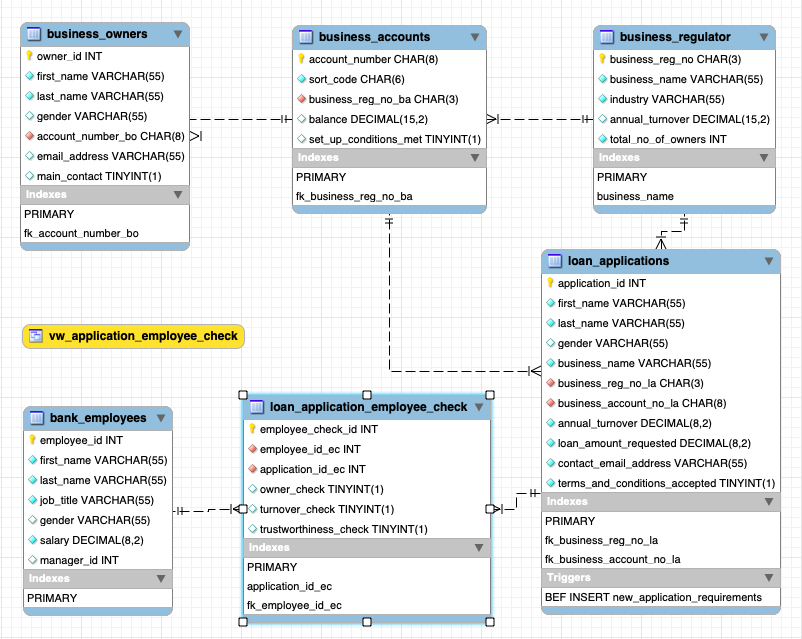 business_owners
owner_id INT
first_name VARCHAR(55)
last_name VARCHAR(55)
gender VARCHAR(55)
account_number_bo CHAR(8)
email_address VARCHAR(55)
main_contact TINYINT(1)
Indexes
PRIMARY
fk_account_number_bo
business_accounts
account_number CHAR(8)
sort_code CHAR(6)
business_reg_no_ba CHAR(3)
balance DECIMAL(15,2)
set_up_conditions_met TINYINT(1)
Indexes
PRIMARY
fk_business_reg_no_ba
business_regulator
business_reg_no CHAR(3)
business_name VARCHAR(55)
industry VARCHAR(55)
annual_turnover DECIMAL(15,2)
total_no_of_owners INT
Indexes
PRIMARY
business_name
vw_application_employee_check
loan_applications
application_id INT
first_name VARCHAR(55)
last_name VARCHAR(55)
gender VARCHAR(55)
business_name VARCHAR(55)
business_reg_no_la CHAR(3)
business_account_no_la CHAR(8)
annual_turnover DECIMAL(8,2)
loan_amount_requested DECIMAL(8,2)
contact_email_address VARCHAR(55)
terms_and_conditions_accepted TINYINT(1)
Indexes
PRIMARY
fk_business_reg_no_la
fk_business_account_no_la
Triggers
BEF INSERT new_application_requirements
bank_employees
employee_id INT
first_name VARCHAR(55)
last_name VARCHAR(55)
job_title VARCHAR(55)
gender VARCHAR(55)
salary DECIMAL(8,2)
manager_id INT
Indexes
PRIMARY
loan_application_employee_check
employee_check_id INT
employee_id_ec INT
application_id_ec INT
owner_check TINYINT(1)
turnover_check TINYINT(1)
trustworthiness_check TINYINT(1)
Indexes
PRIMARY
application_id_ec
fk_employee_id_ec